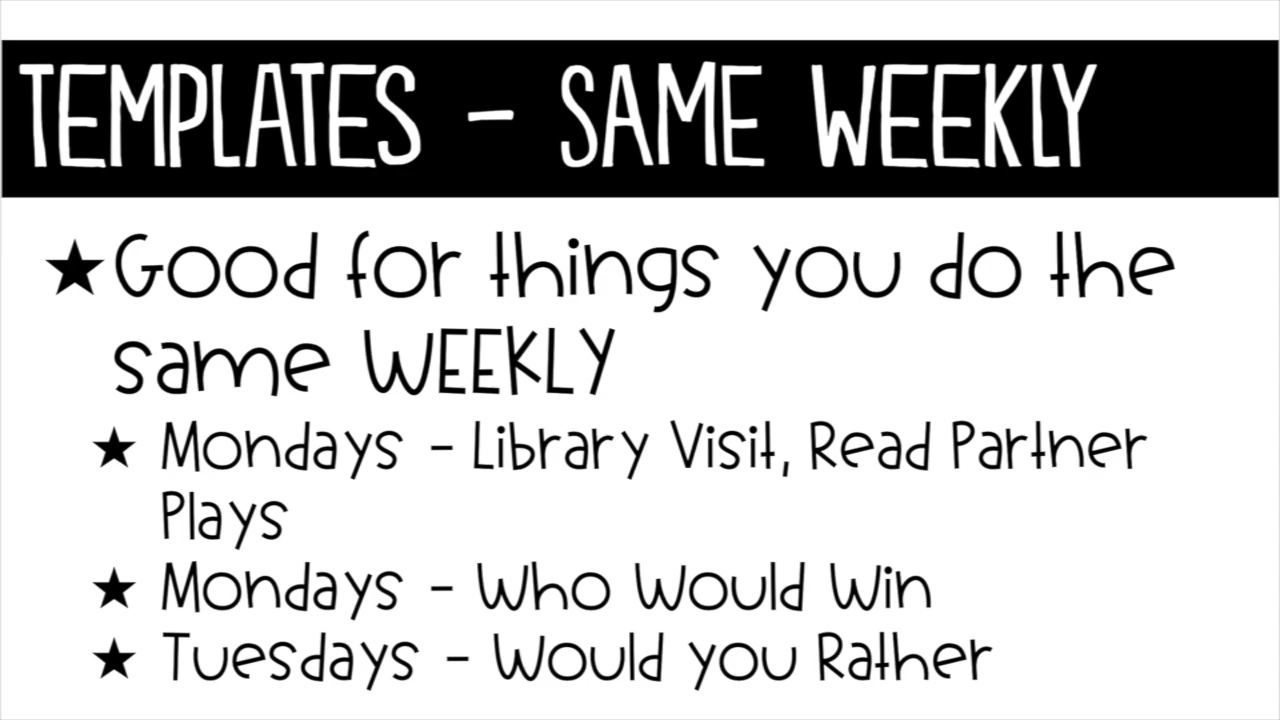 TEMPLATES - SAME WEEKLY
★Good for things you do the
same WEEKLY
★ Mondays - Library Visit, Read Partner
Plays
★ Mondays - Who Would Win
★ Tuesdays - Would you Rather